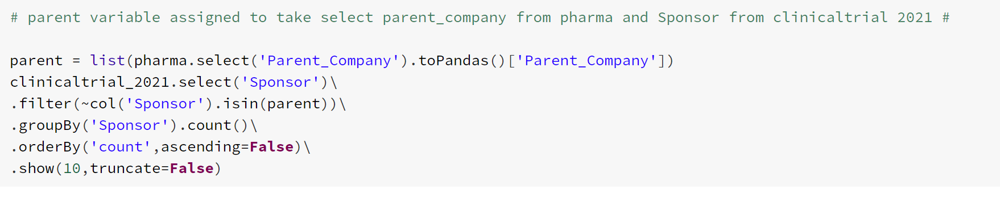 # parent variable assigned to take select parent_company from pharma and Sponsor from clinicaltrial 2021 #
parent = list(pharma.select('Parent_Company').toPandas()['Parent_Company'])
clinicaltrial_2021.select('Sponsor')\
.filter(~col('Sponsor').isin(parent))\
.groupBy('Sponsor').count()\
.orderBy('count',ascending=False)\
.show(10,truncate=False)